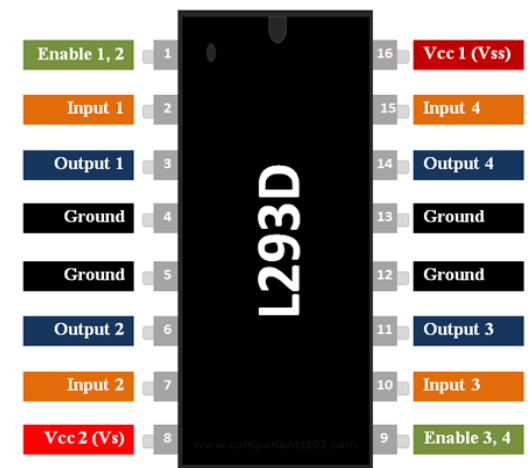 Enable 1, 2 1 16 Vcc 1 (Vss)
Input 1 2 15 Input 4
Output 1 3 14 Output 4
Ground 4 13 Ground
L293D
Ground 5 12 Ground
Output 2 6 11 Output 3
Input 2 7 10 Input 3
Vcc 2 (Vs) 8 9 Enable 3, 4
www.components101.com